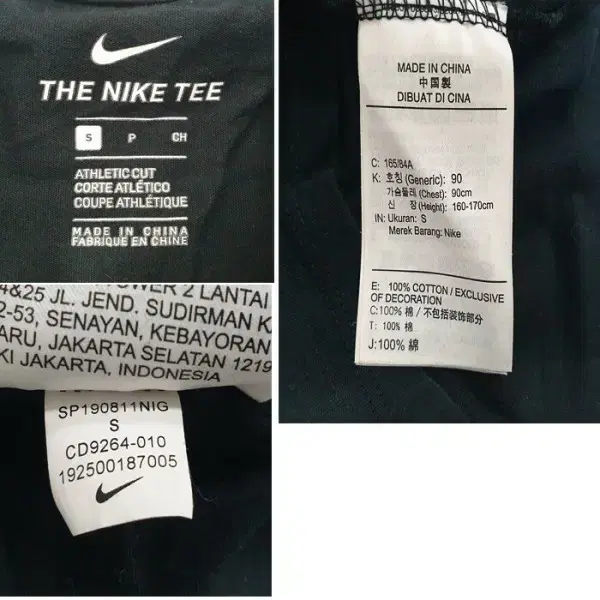 THE NIKE TEE
S P CH
ATHLETIC CUT
CORTE ATLÉTICO
COUPE ATHLÉTIQUE
MADE IN CHINA
FABRIQUÉ EN CHINE
MADE IN CHINA
中国製
DIBUAT DI CINA
C: 165/84A
K: 호칭 (Generic): 90
가슴둘레 (Chest): 90cm
신 장 (Height): 160-170cm
IN: Ukuran: S
Merek Barang: Nike
E: 100% COTTON / EXCLUSIVE
OF DECORATION
C:100% 棉 / 不包括装饰部分
T: 100% 棉
J:100% 綿
4&25 JL. JEND. SUDIRMAN K
2-53, SENAYAN, KEBAYORAN
ARU, JAKARTA SELATAN 1219
KI JAKARTA, INDONESIA
SP190811NIG
S
CD9264-010
192500187005